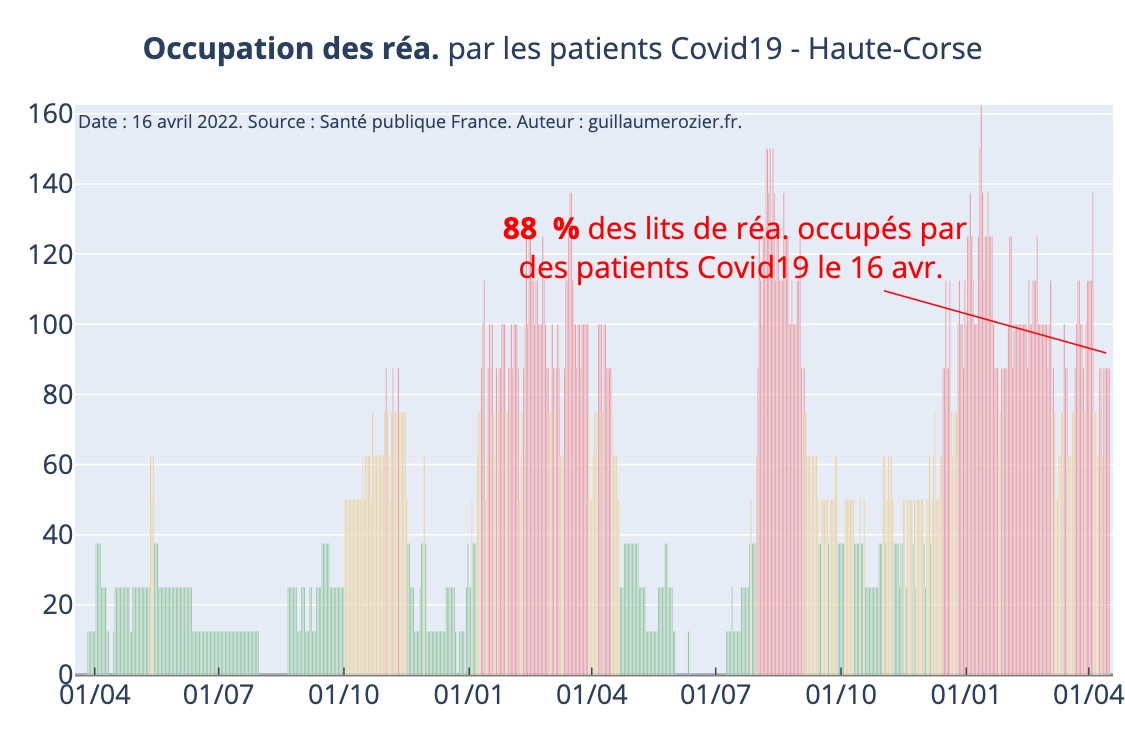 Occupation des réa. par les patients Covid19 - Haute-Corse
160
Date : 16 avril 2022. Source : Santé publique France. Auteur : guillaumerozier.fr.
140
88 % des lits de réa. occupés par
120
des patients Covid19 le 16 avr.
100
80
60
40
20
0
01/04 01/07 01/10 01/01 01/04 01/07 01/10 01/01 01/04